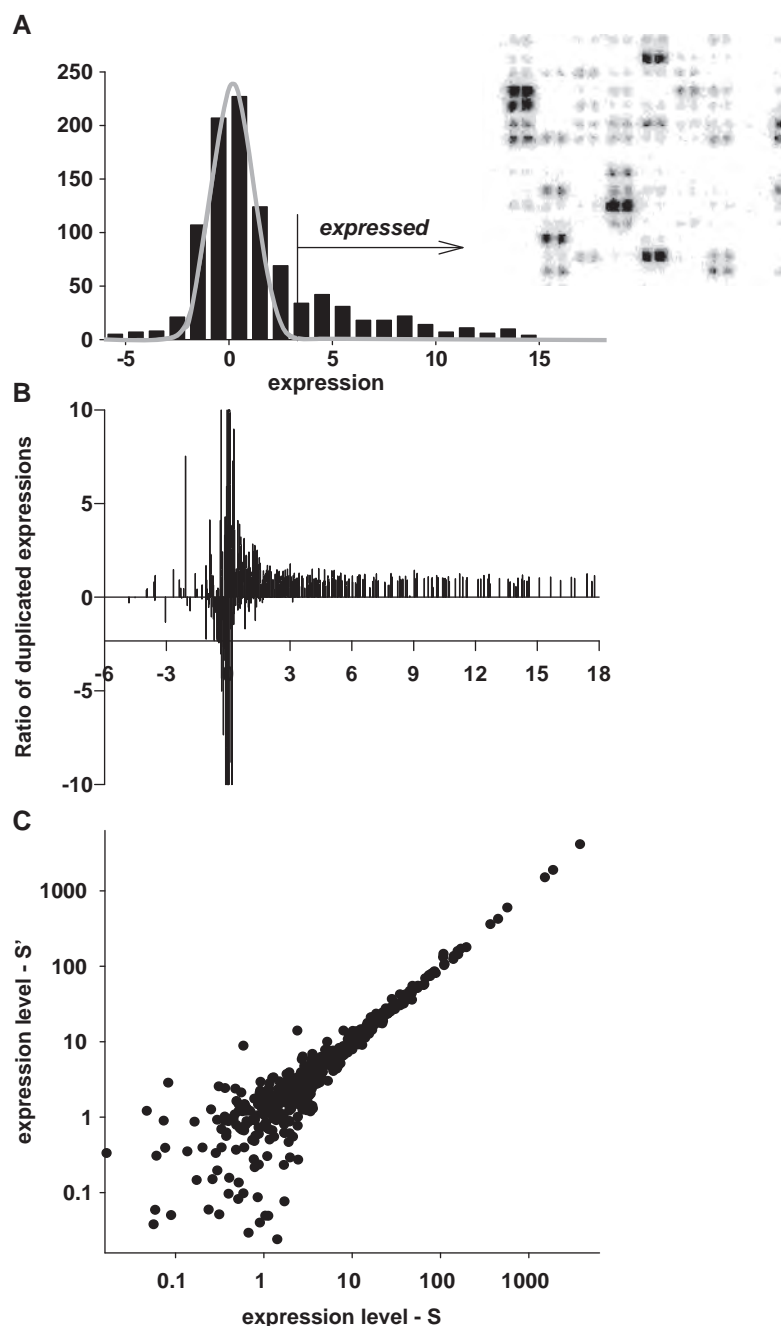 A
250
200
150
100
50
0
expressed
-5 0 5 10 15
expression
B
Ratio of duplicated expressions
10
5
0
-6 -3 0 3 6 9 12 15 18
-5
-10
C
expression level - S'
1000
100
10
1
0.1
0.1 1 10 100 1000
expression level - S